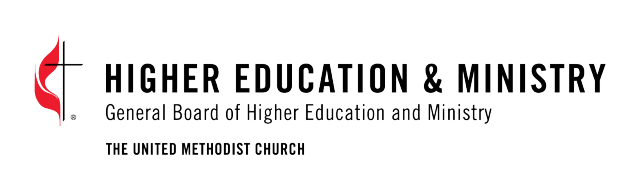 HIGHER EDUCATION & MINISTRY
General Board of Higher Education and Ministry
®
THE UNITED METHODIST CHURCH